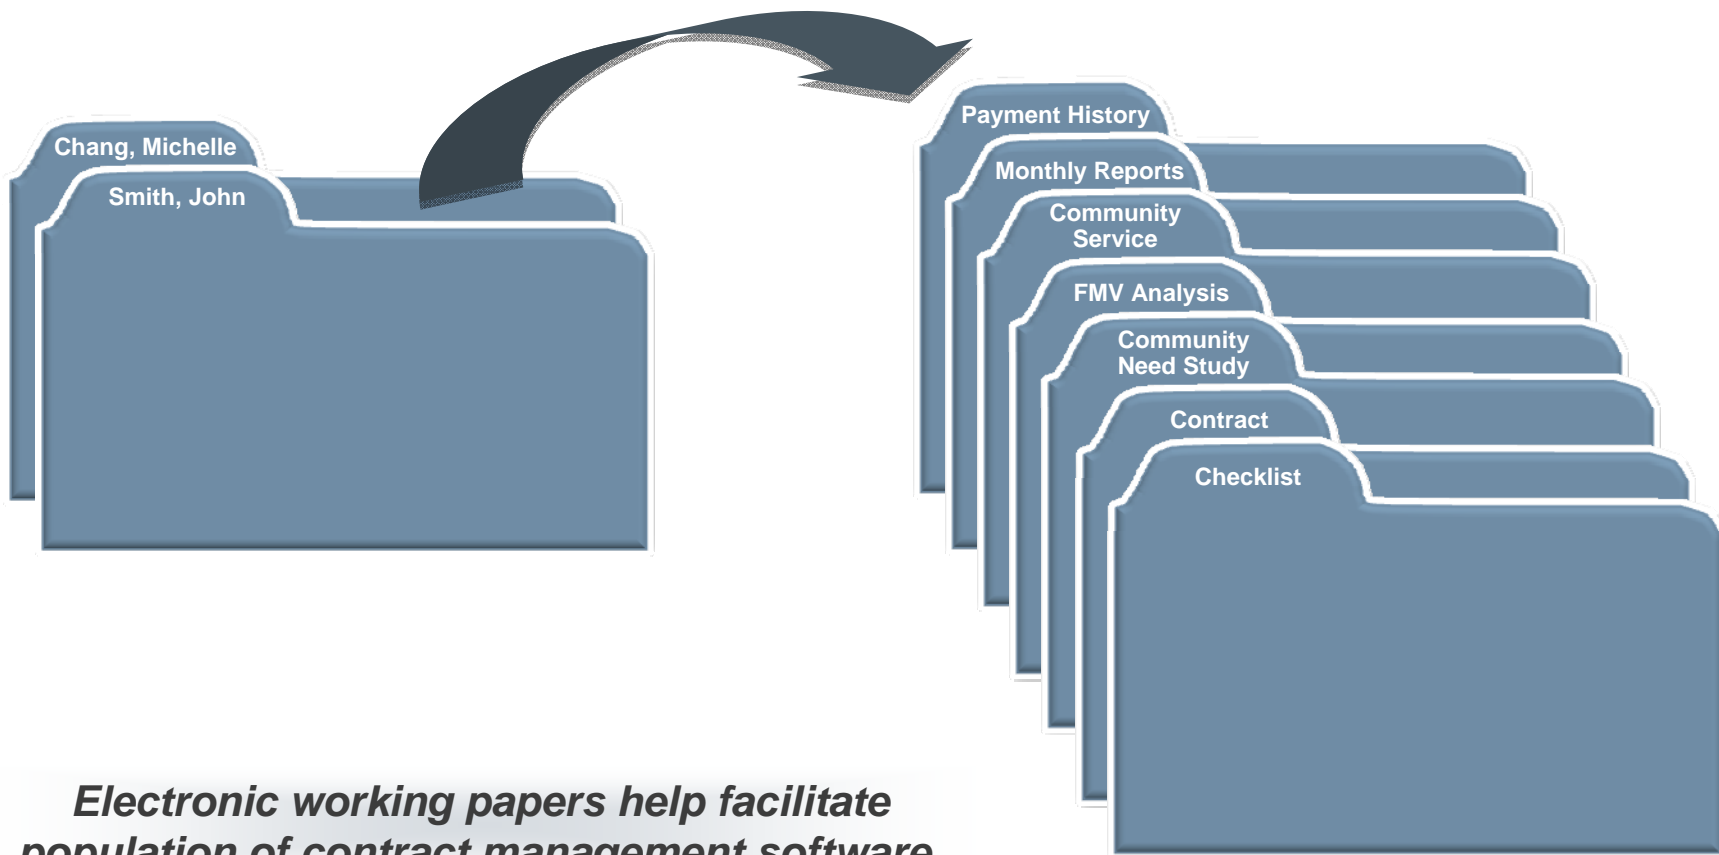 Chang, Michelle
Smith, John
Payment History
Monthly Reports
Community
Service
FMV Analysis
Community
Need Study
Contract
Checklist
Electronic working papers help facilitate
population of contract management software